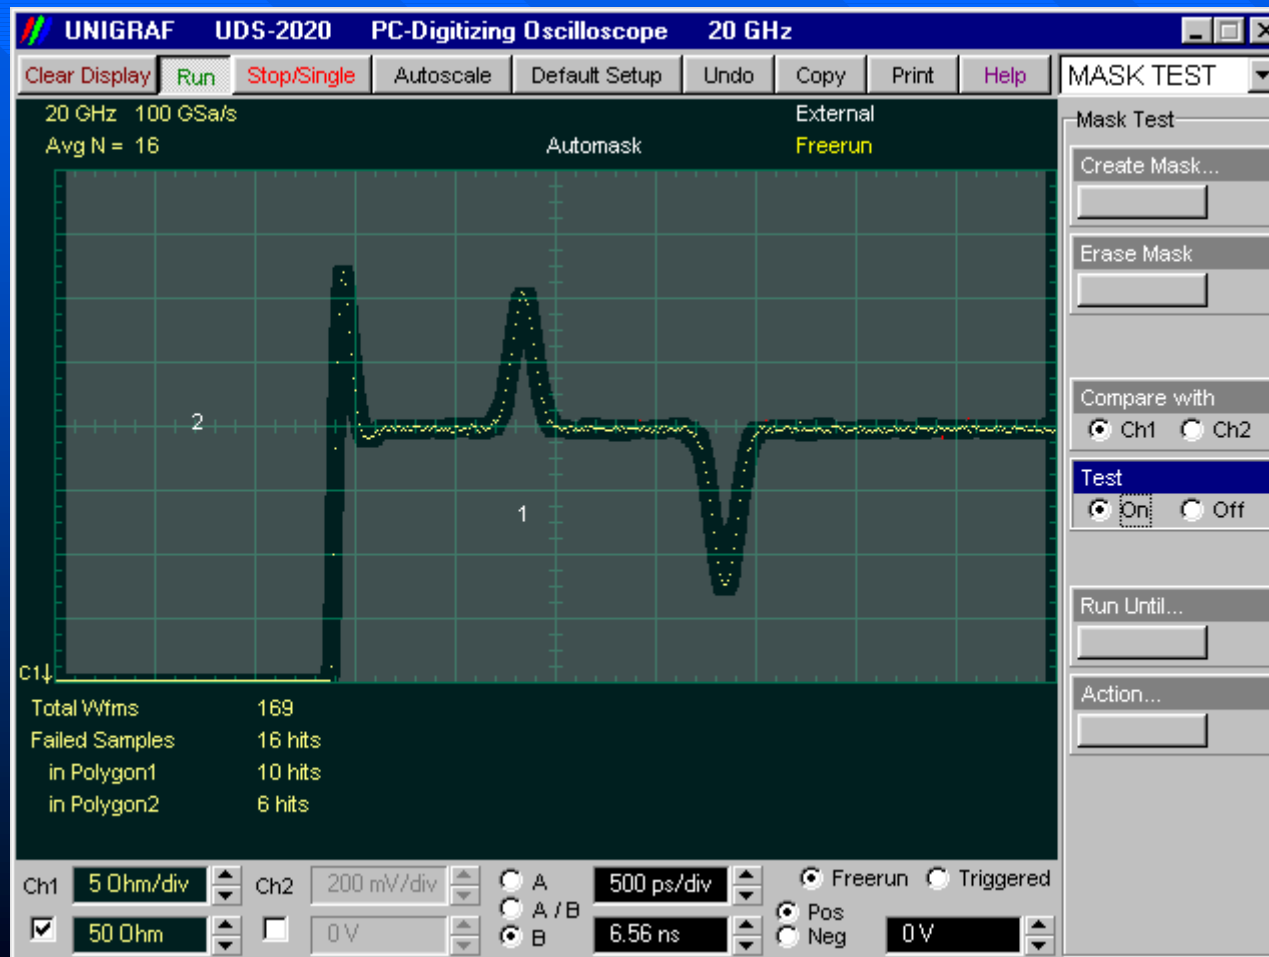 UNIGRAF UDS-2020 PC-Digitizing Oscilloscope 20 GHz
Clear Display Run Stop/Single Autoscale Default Setup Undo Copy Print Help MASK TEST
20 GHz 100 GSa/s External
Avg N = 16 Automask Freerun
Mask Test
Create Mask...
Erase Mask
Compare with
Ch1 Ch2
Test
On Off
Run Until...
Action...
2
1
C1↓
Total Wfms 169
Failed Samples 16 hits
in Polygon1 10 hits
in Polygon2 6 hits
Ch1 5 Ohm/div Ch2 200 mV/div A 500 ps/div Freerun Triggered
A / B Pos
50 Ohm 0 V B 6.56 ns Neg 0 V